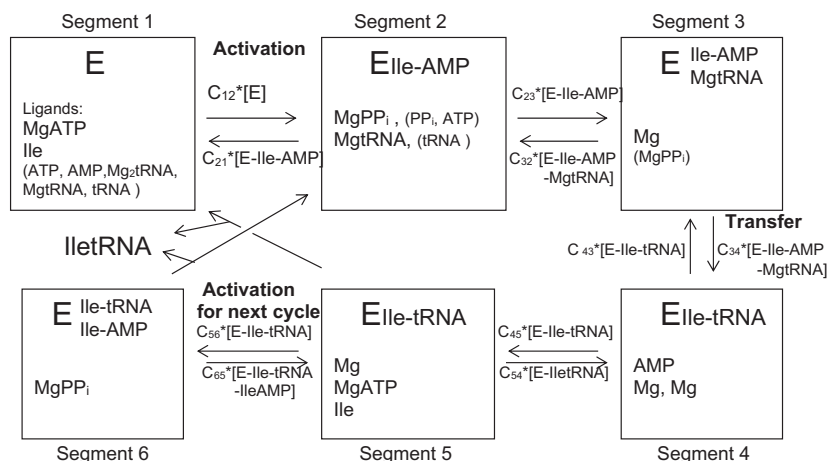 Segment 1
Segment 2
Segment 3
E
Ligands:
MgATP
Ile
(ATP, AMP,Mg₂tRNA,
MgtRNA, tRNA )
Activation
C₁₂*[E]
C₂₁*[E-Ile-AMP]
EIle-AMP
MgPPᵢ , (PPᵢ, ATP)
MgtRNA, (tRNA )
C₂₃*[E-Ile-AMP]
C₃₂*[E-Ile-AMP
-MgtRNA]
E Ile-AMP
MgtRNA
Mg
(MgPPᵢ)
IletRNA
Transfer
C ₄₃*[E-Ile-tRNA]
C₃₄*[E-Ile-AMP
-MgtRNA]
E Ile-tRNA
Ile-AMP
MgPPᵢ
Activation
for next cycle
C₅₆*[E-Ile-tRNA]
C₆₅*[E-Ile-tRNA
-IleAMP]
EIle-tRNA
Mg
MgATP
Ile
C₄₅*[E-Ile-tRNA]
C₅₄*[E-IletRNA]
EIle-tRNA
AMP
Mg, Mg
Segment 6
Segment 5
Segment 4